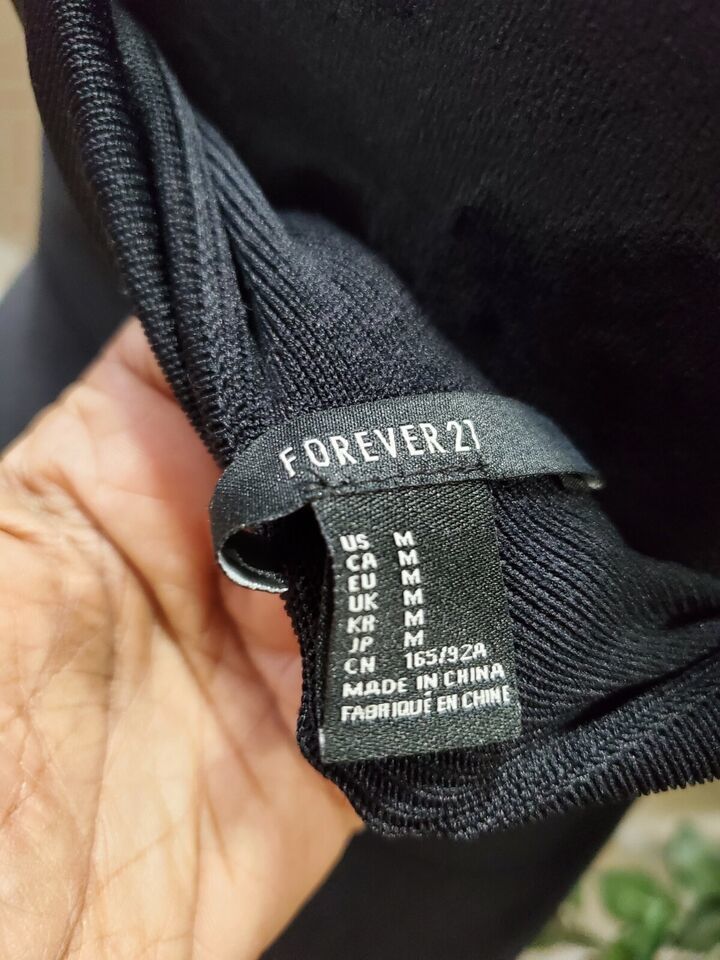 FOREVER 21
US M
CA M
EU M
UK M
KR M
JP M
CN 165/92A
MADE IN CHINA
FABRIQUÉ EN CHINE